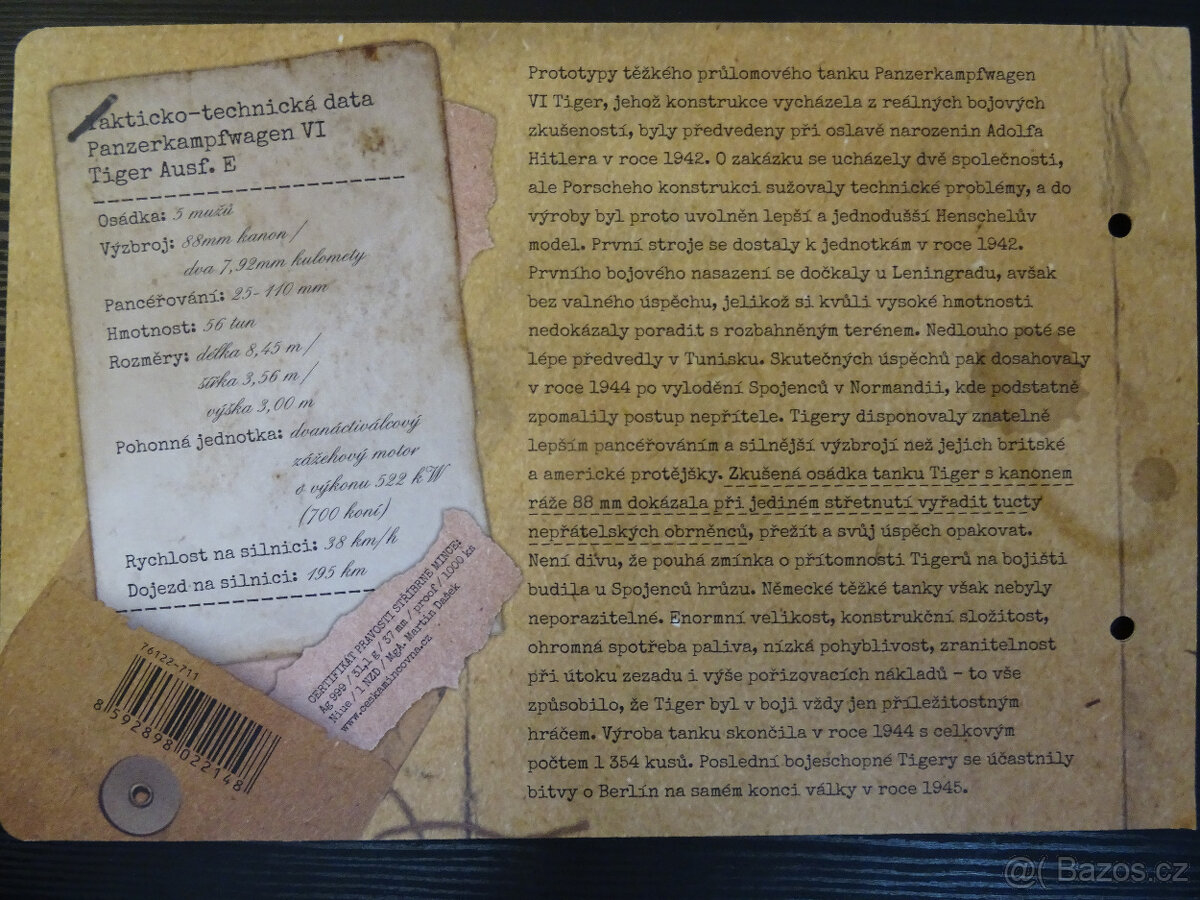 Takticko-technická data
Panzerkampfwagen VI
Tiger Ausf. E
Osádka: 5 mužů
Výzbroj: 88mm kanon /
dva 7,92mm kulomety
Pancéřování: 25-110 mm
Hmotnost: 56 tun
Rozměry: délka 8,45 m /
šířka 3,56 m /
výška 3,00 m
Pohonná jednotka: dvanáctiválcový
zážehový motor
o výkonu 522 kW
(700 koní)
Rychlost na silnici: 38 km/h
Dojezd na silnici: 195 km
CERTIFIKÁT PRAVOSTI STŘÍBRNÉ MINCE:
Ag 999 / 31,1 g / 37 mm / proof / 1000 ks
Niue / 1 NZD / MgA. Martin Dašek
www.ceskamincovna.cz
76122-711
8 592898 022148
Prototypy těžkého průlomového tanku Panzerkampfwagen
VI Tiger, jehož konstrukce vycházela z reálných bojových
zkušeností, byly předvedeny při oslavě narozenin Adolfa
Hitlera v roce 1942. O zakázku se ucházely dvě společnosti,
ale Porscheho konstrukci sužovaly technické problémy, a do
výroby byl proto uvolněn lepší a jednodušší Henschelův
model. První stroje se dostaly k jednotkám v roce 1942.
Prvního bojového nasazení se dočkaly u Leningradu, avšak
bez valného úspěchu, jelikož si kvůli vysoké hmotnosti
nedokázaly poradit s rozbahněným terénem. Nedlouho poté se
lépe předvedly v Tunisku. Skutečných úspěchů pak dosahovaly
v roce 1944 po vylodění Spojenců v Normandii, kde podstatně
zpomalily postup nepřítele. Tigery disponovaly znatelně
lepším pancéřováním a silnější výzbrojí než jejich britské
a americké protějšky. Zkušená osádka tanku Tiger s kanonem
ráže 88 mm dokázala při jediném střetnutí vyřadit tucty
nepřátelských obrněnců, přežít a svůj úspěch opakovat.
Není divu, že pouhá zmínka o přítomnosti Tigerů na bojišti
budila u Spojenců hrůzu. Německé těžké tanky však nebyly
neporazitelné. Enormní velikost, konstrukční složitost,
ohromná spotřeba paliva, nízká pohyblivost, zranitelnost
při útoku zezadu i výše pořizovacích nákladů - to vše
způsobilo, že Tiger byl v boji vždy jen příležitostným
hráčem. Výroba tanku skončila v roce 1944 s celkovým
počtem 1 354 kusů. Poslední bojeschopné Tigery se účastnily
bitvy o Berlín na samém konci války v roce 1945.
@( Bazos.cz